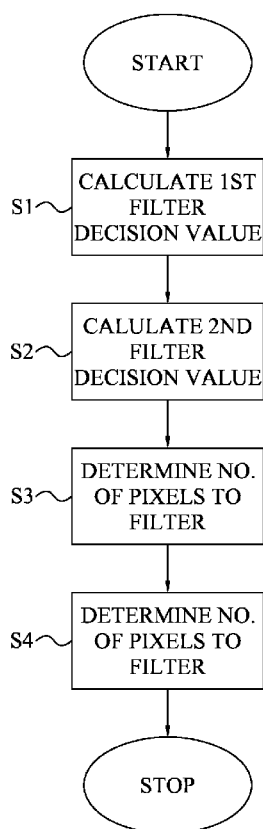 START
S1
CALCULATE 1ST
FILTER
DECISION VALUE
S2
CALULATE 2ND
FILTER
DECISION VALUE
S3
DETERMINE NO.
OF PIXELS TO
FILTER
S4
DETERMINE NO.
OF PIXELS TO
FILTER
STOP